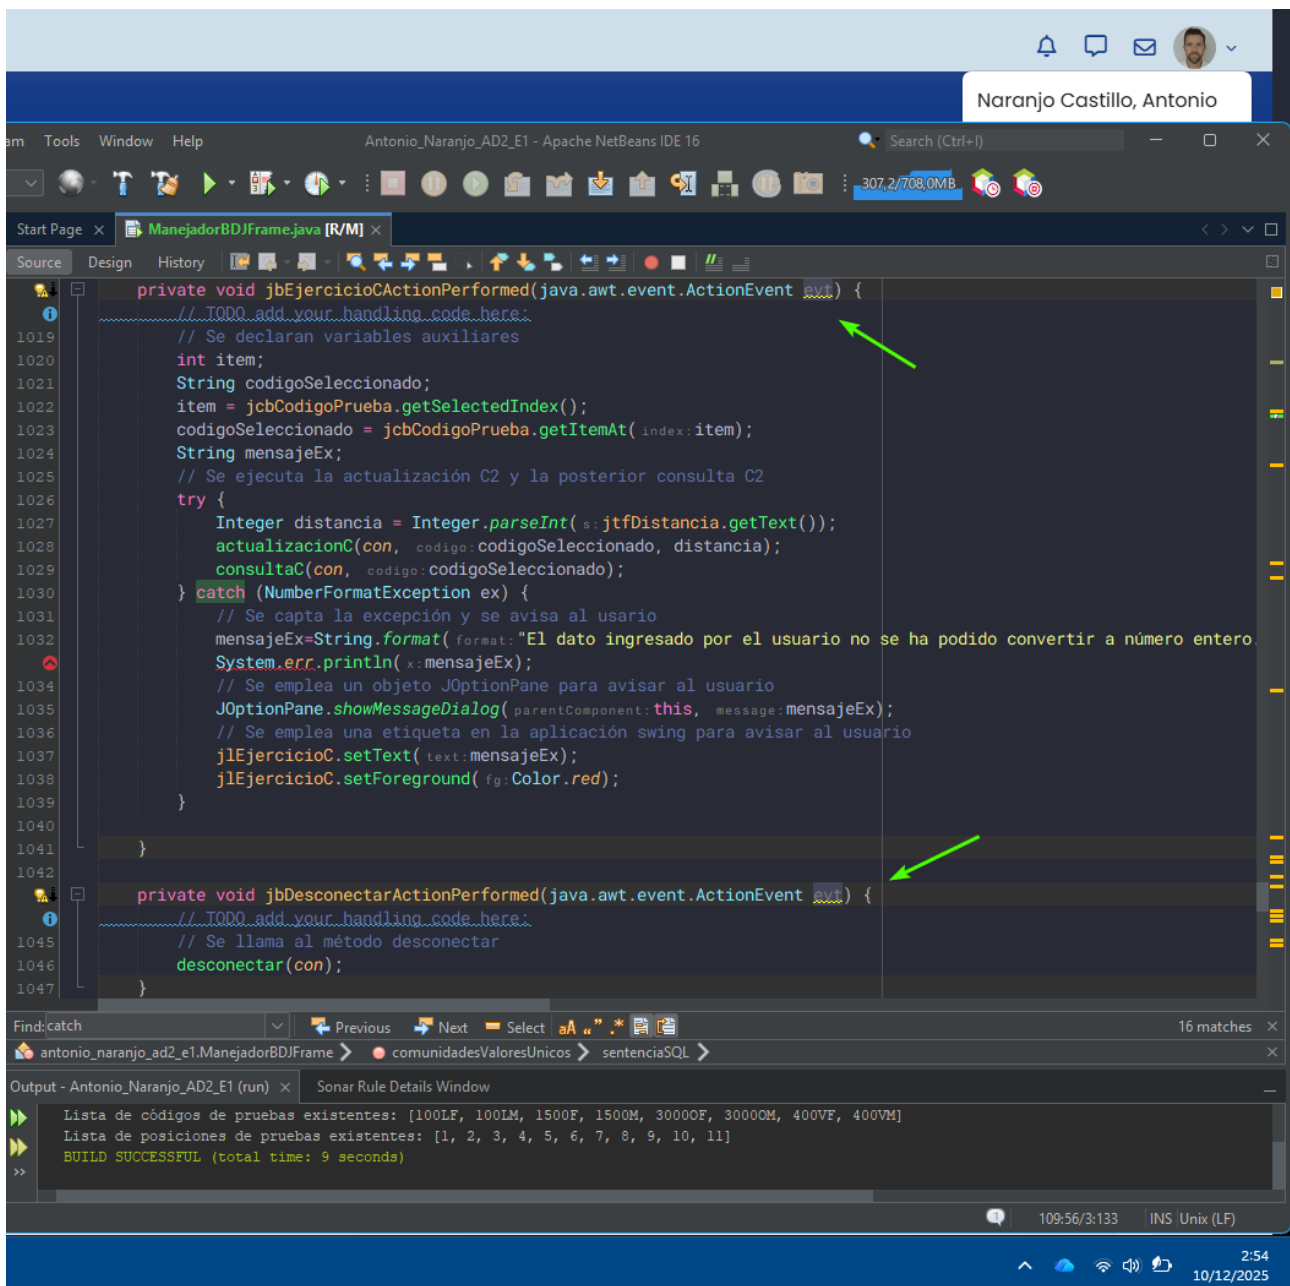 Naranjo Castillo, Antonio
am Tools Window Help Antonio_Naranjo_AD2_E1 - Apache NetBeans IDE 16 Search (Ctrl+I)
307,2/708,0MB
Start Page ManejadorBDJFrame.java [R/M]
Source Design History
private void jbEjercicioCActionPerformed(java.awt.event.ActionEvent evt) {
// TODO add your handling code here:
1019 // Se declaran variables auxiliares
1020 int item;
1021 String codigoSeleccionado;
1022 item = jcbCodigoPrueba.getSelectedIndex();
1023 codigoSeleccionado = jcbCodigoPrueba.getItemAt( index: item);
1024 String mensajeEx;
1025 // Se ejecuta la actualización C2 y la posterior consulta C2
1026 try {
1027 Integer distancia = Integer.parseInt( s: jtfDistancia.getText());
1028 actualizacionC(con, codigo: codigoSeleccionado, distancia);
1029 consultaC(con, codigo: codigoSeleccionado);
1030 } catch (NumberFormatException ex) {
1031 // Se capta la excepción y se avisa al usario
1032 mensajeEx=String.format( format: "El dato ingresado por el usuario no se ha podido convertir a número entero.
System.err.println( x: mensajeEx);
1034 // Se emplea un objeto JOptionPane para avisar al usuario
1035 JOptionPane.showMessageDialog( parentComponent: this, message: mensajeEx);
1036 // Se emplea una etiqueta en la aplicación swing para avisar al usuario
1037 jlEjercicioC.setText( text: mensajeEx);
1038 jlEjercicioC.setForeground( fg: Color.red);
1039 }
1040
1041 }
1042
private void jbDesconectarActionPerformed(java.awt.event.ActionEvent evt) {
// TODO add your handling code here:
1045 // Se llama al método desconectar
1046 desconectar(con);
1047 }
Find: catch Previous Next Select aA “” .* 16 matches
antonio_naranjo_ad2_e1.ManejadorBDJFrame comunidadesValoresUnicos sentenciaSQL
Output - Antonio_Naranjo_AD2_E1 (run) Sonar Rule Details Window
Lista de códigos de pruebas existentes: [100LF, 100LM, 1500F, 1500M, 3000OF, 3000OM, 400VF, 400VM]
Lista de posiciones de pruebas existentes: [1, 2, 3, 4, 5, 6, 7, 8, 9, 10, 11]
BUILD SUCCESSFUL (total time: 9 seconds)
1 109:56/3:133 INS Unix (LF)
2:54
10/12/2025